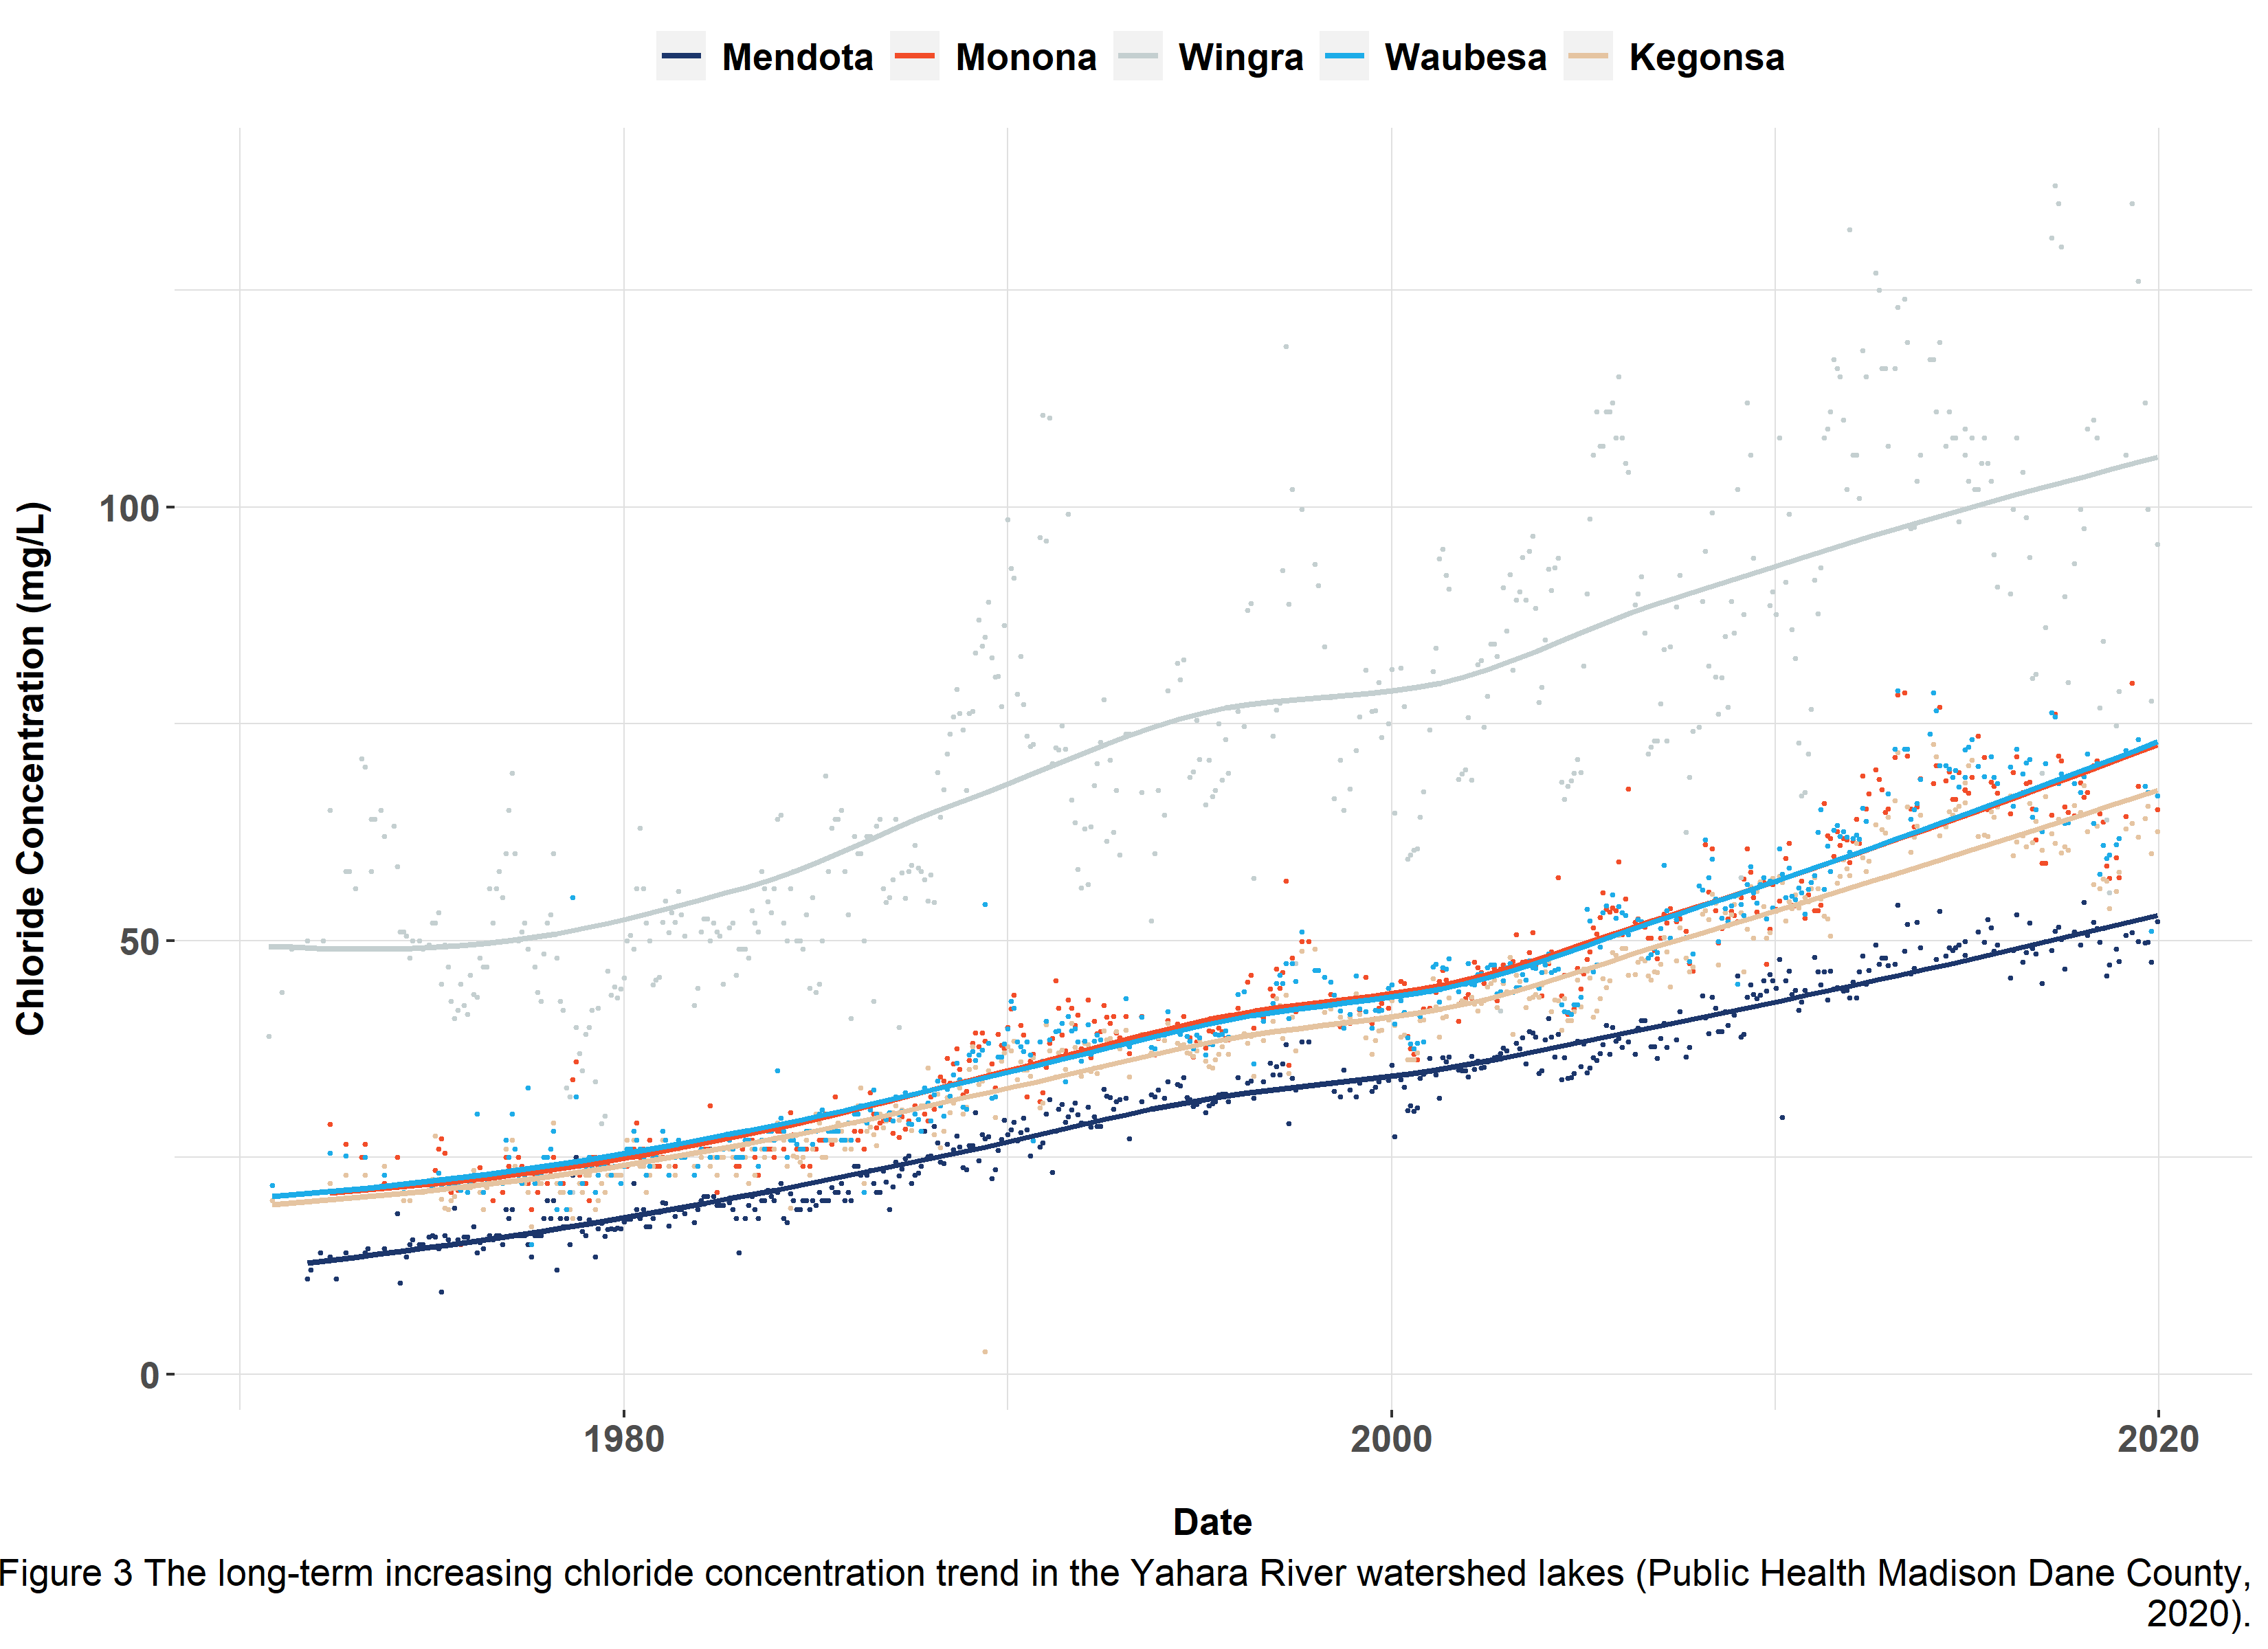 Mendota Monona Wingra Waubesa Kegonsa
Chloride Concentration (mg/L)
100
50
0
1980 2000 2020
Date
Figure 3 The long-term increasing chloride concentration trend in the Yahara River watershed lakes (Public Health Madison Dane County,
2020).